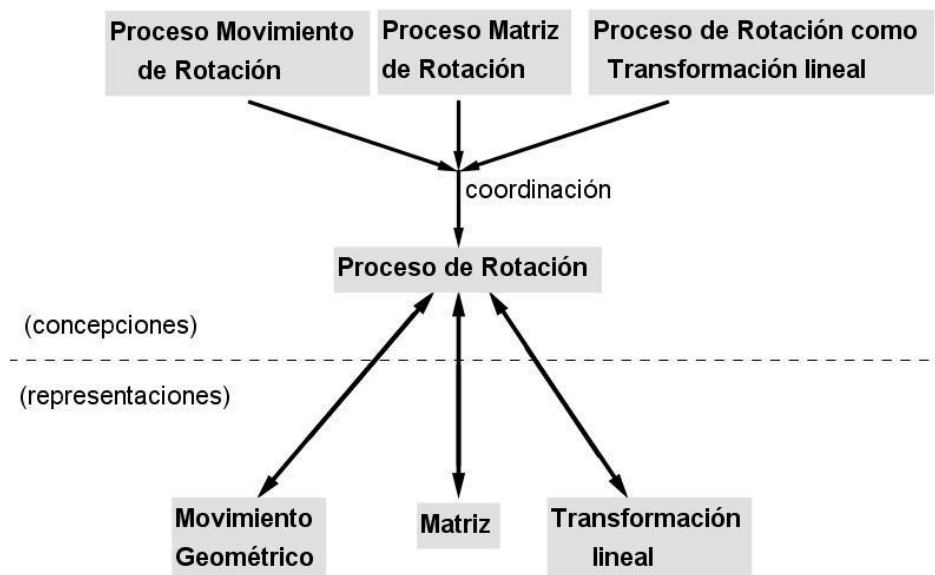 Proceso Movimiento
de Rotación
Proceso Matriz
de Rotación
Proceso de Rotación como
Transformación lineal
coordinación
Proceso de Rotación
(concepciones)
(representaciones)
Movimiento
Geométrico
Matriz
Transformación
lineal